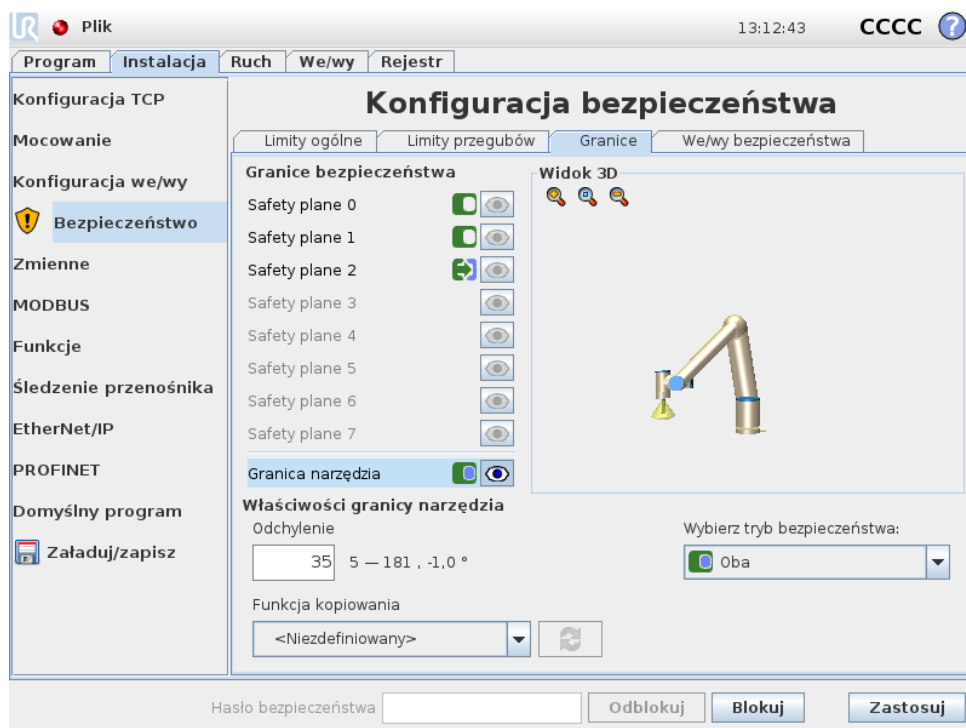 UR Plik 13:12:43 CCCC ?
Program Instalacja Ruch We/wy Rejestr
Konfiguracja TCP
Mocowanie
Konfiguracja we/wy
Bezpieczeństwo
Zmienne
MODBUS
Funkcje
Śledzenie przenośnika
EtherNet/IP
PROFINET
Domyślny program
Załaduj/zapisz
Konfiguracja bezpieczeństwa
Limity ogólne Limity przegubów Granice We/wy bezpieczeństwa
Granice bezpieczeństwa
Safety plane 0
Safety plane 1
Safety plane 2
Safety plane 3
Safety plane 4
Safety plane 5
Safety plane 6
Safety plane 7
Granica narzędzia
Widok 3D
Właściwości granicy narzędzia
Odchylenie
35 5 — 181 , -1,0 °
Wybierz tryb bezpieczeństwa:
Oba
Funkcja kopiowania
<Niezdefiniowany>
Hasło bezpieczeństwa Odblokuj Blokuj Zastosuj